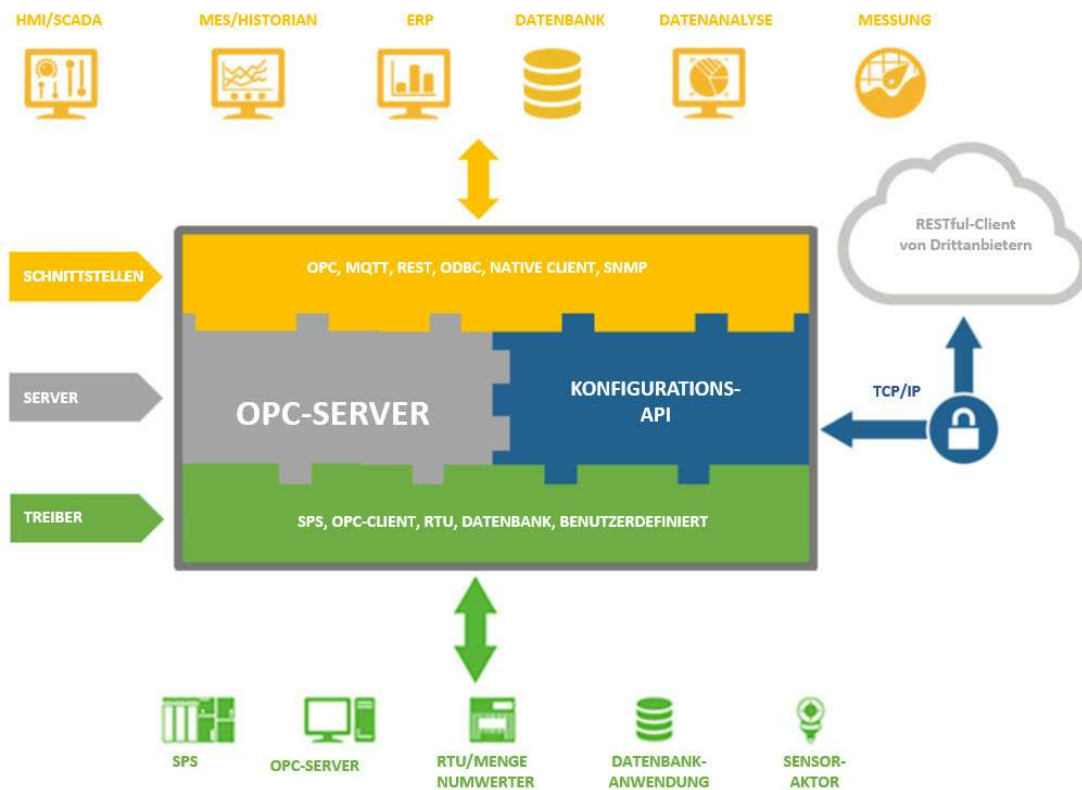 HMI/SCADA
MES/HISTORIAN
ERP
DATENBANK
DATENANALYSE
MESSUNG
RESTful-Client
von Drittanbietern
SCHNITTSTELLEN
OPC, MQTT, REST, ODBC, NATIVE CLIENT, SNMP
SERVER
OPC-SERVER
KONFIGURATIONS-
API
TCP/IP
TREIBER
SPS, OPC-CLIENT, RTU, DATENBANK, BENUTZERDEFINIERT
SPS
OPC-SERVER
RTU/MENGE
NUMWERTER
DATENBANK-
ANWENDUNG
SENSOR-
AKTOR